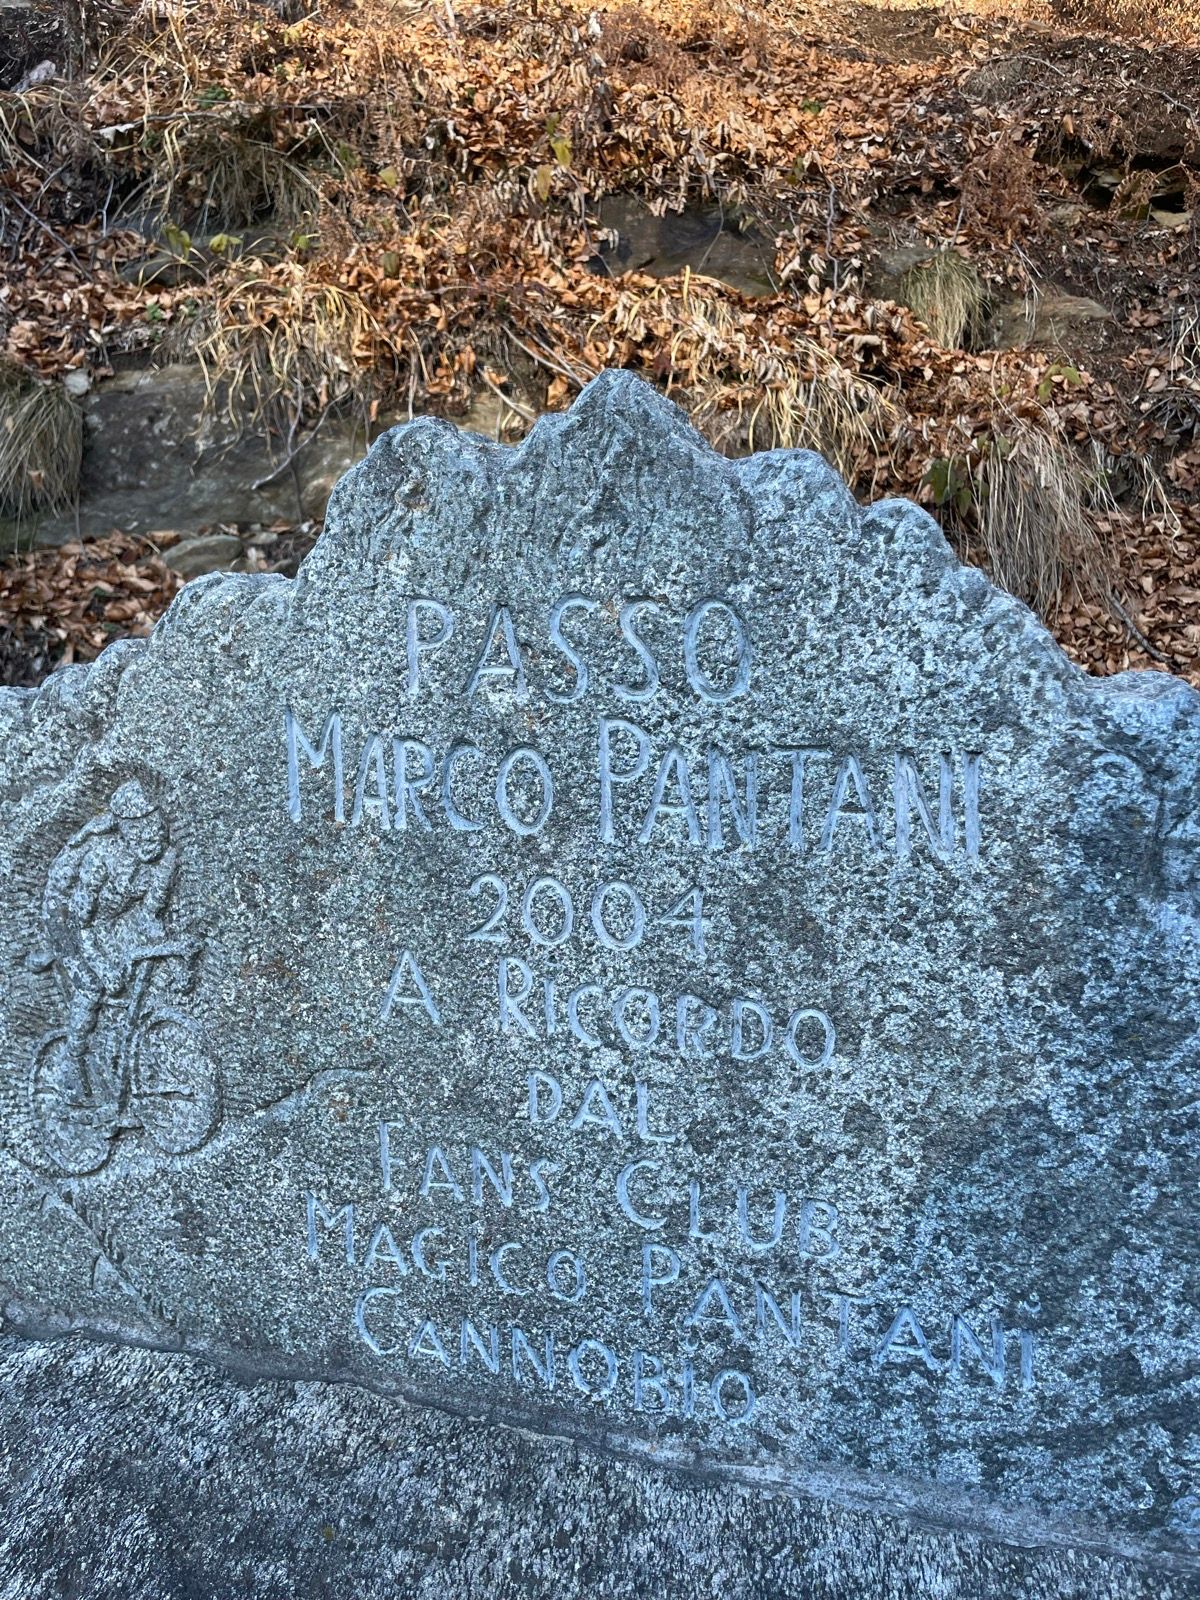 PASSO
MARCO PANTANI
2004
A RICORDO
DAL
FANS CLUB
MAGICO PANTANI
CANNOBIO